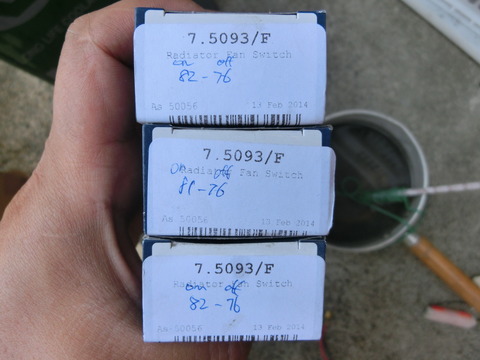 7.5093/F
Radiator Fan Switch
on off
82-76
As 50056 13 Feb 2014
7.5093/F
Radiator Fan Switch
on off
81-76
As 50056 13 Feb 2014
7.5093/F
Radiator Fan Switch
on off
82-76
As 50056 13 Feb 2014